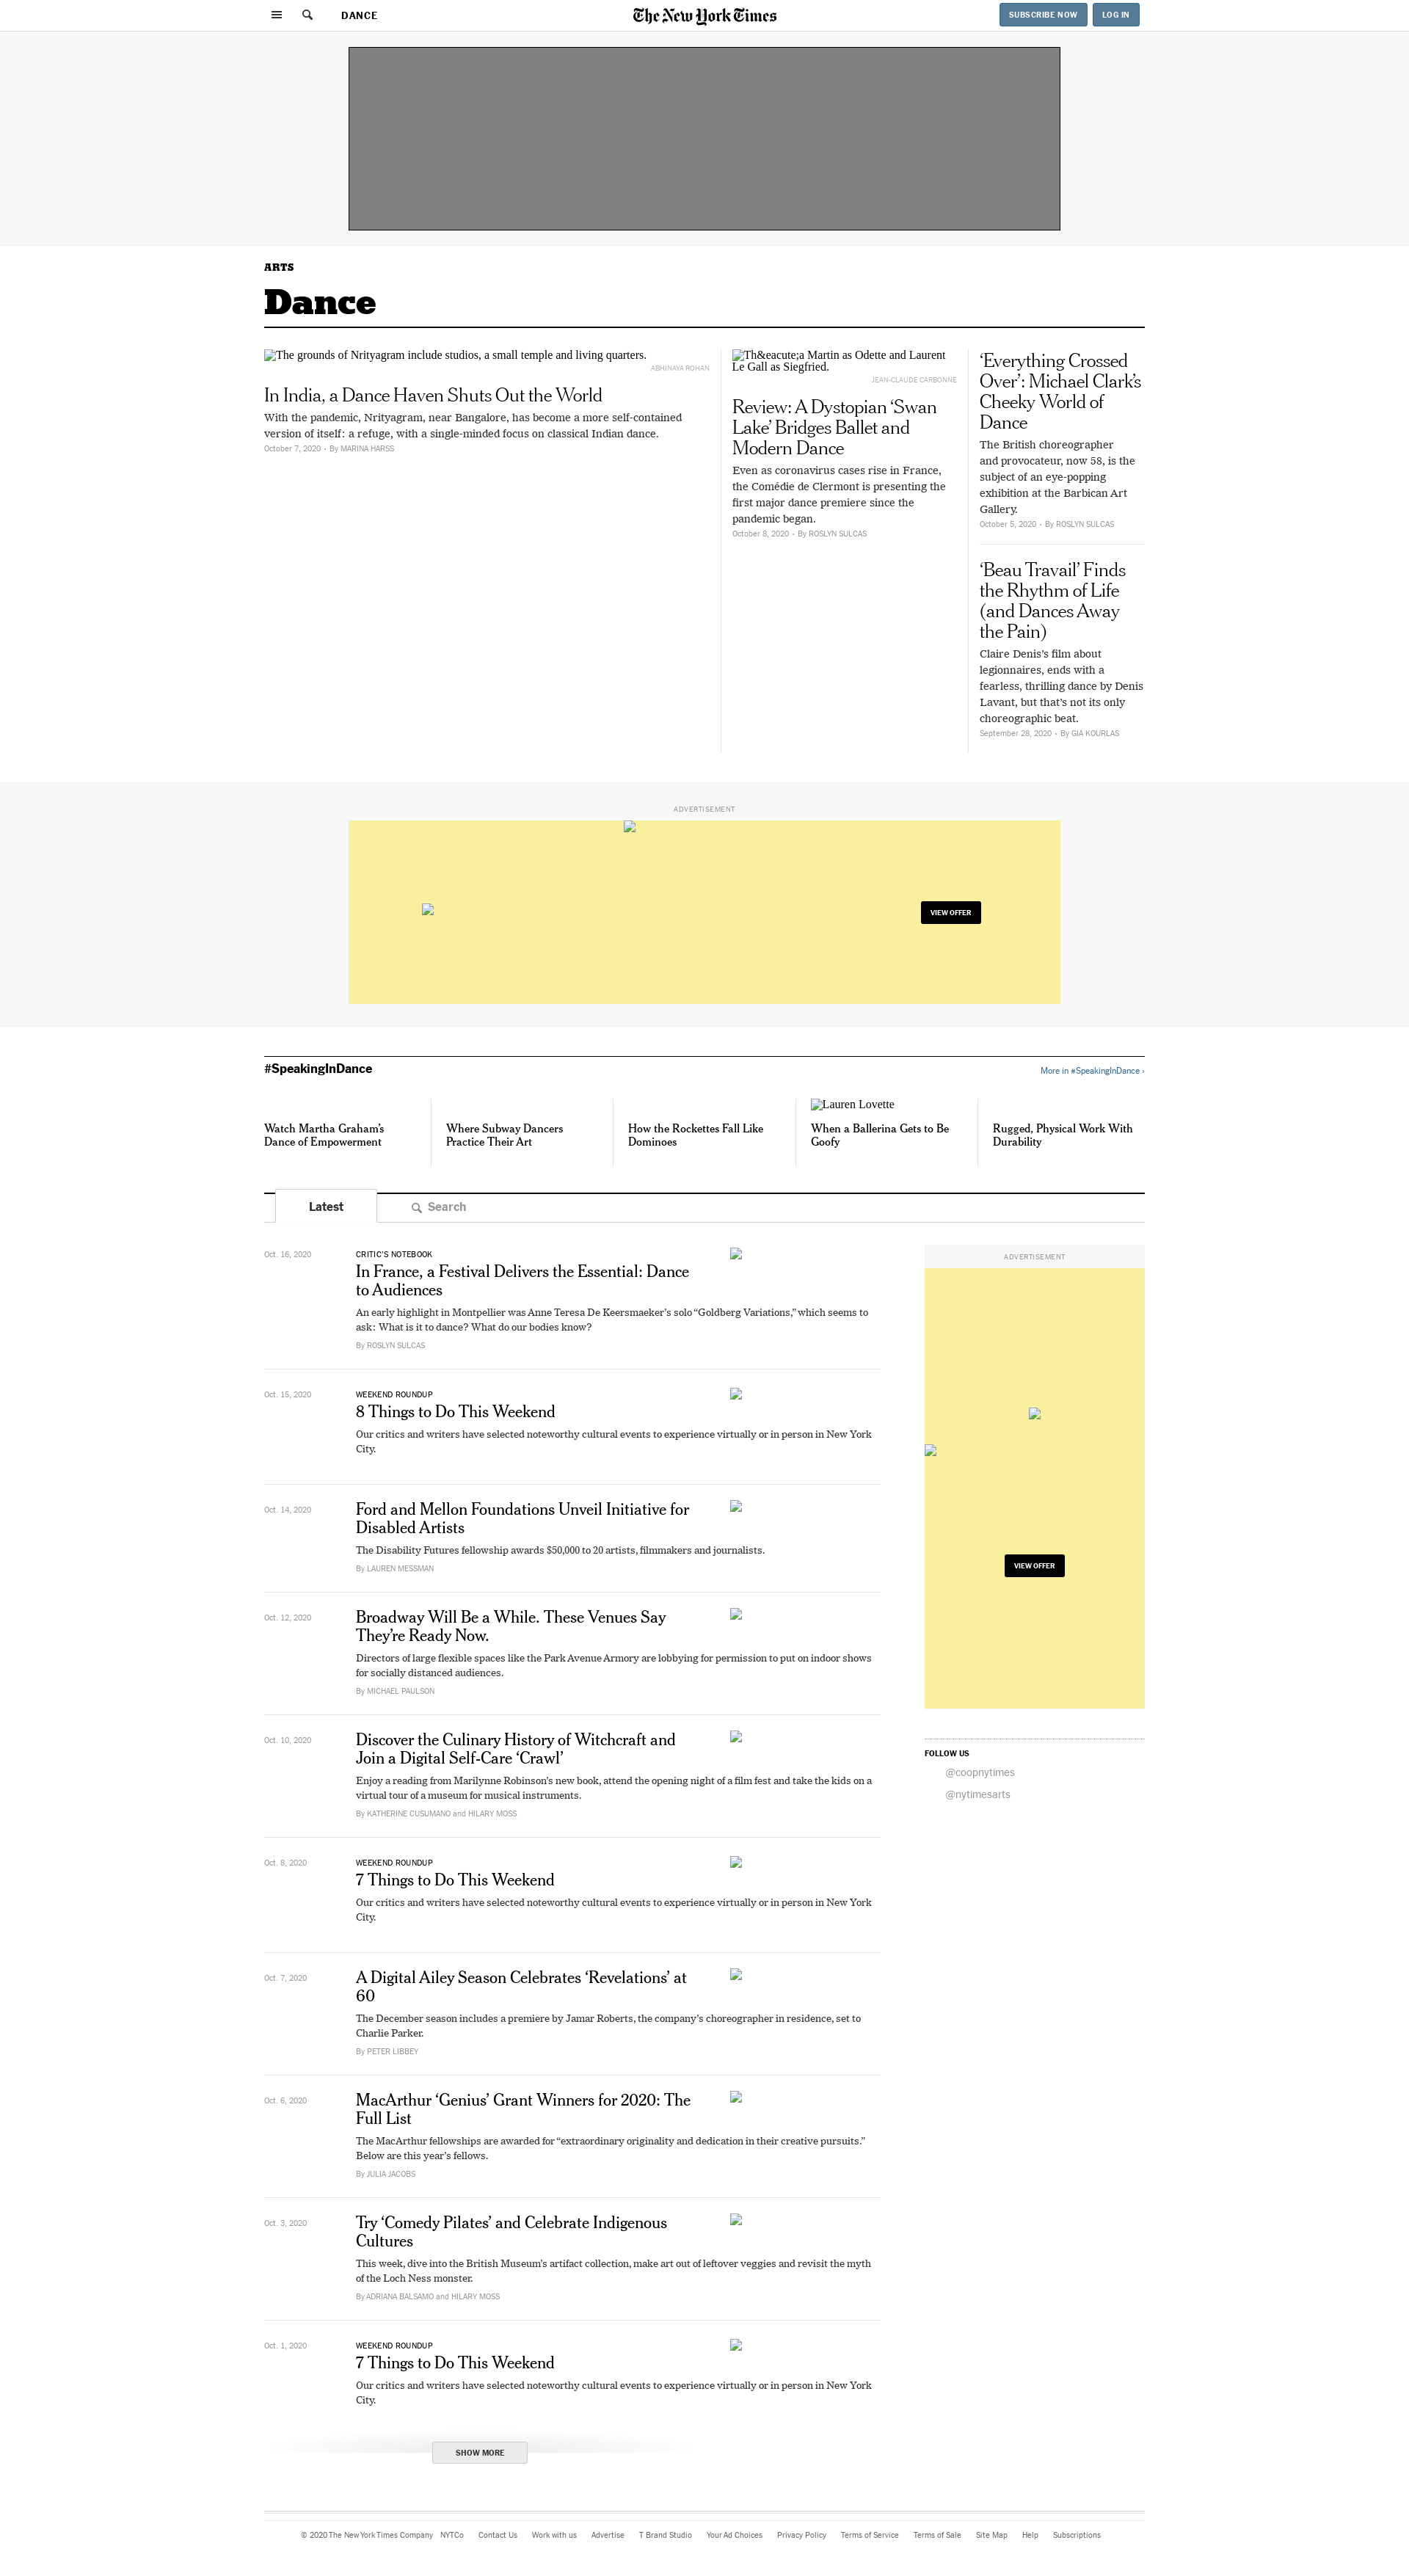 DANCE
The New York Times
SUBSCRIBE NOW
LOG IN
ARTS
Dance
The grounds of Nrityagram include studios, a small temple and living quarters.
ABHINAYA ROHAN
In India, a Dance Haven Shuts Out the World
With the pandemic, Nrityagram, near Bangalore, has become a more self-contained
version of itself: a refuge, with a single-minded focus on classical Indian dance.
October 7, 2020 • By MARINA HARSS
Th&eacute;a Martin as Odette and Laurent
Le Gall as Siegfried.
JEAN-CLAUDE CARBONNE
Review: A Dystopian ‘Swan
Lake’ Bridges Ballet and
Modern Dance
Even as coronavirus cases rise in France,
the Comédie de Clermont is presenting the
first major dance premiere since the
pandemic began.
October 8, 2020 • By ROSLYN SULCAS
‘Everything Crossed
Over’: Michael Clark’s
Cheeky World of
Dance
The British choreographer
and provocateur, now 58, is the
subject of an eye-popping
exhibition at the Barbican Art
Gallery.
October 5, 2020 • By ROSLYN SULCAS
‘Beau Travail’ Finds
the Rhythm of Life
(and Dances Away
the Pain)
Claire Denis’s film about
legionnaires, ends with a
fearless, thrilling dance by Denis
Lavant, but that’s not its only
choreographic beat.
September 28, 2020 • By GIA KOURLAS
ADVERTISEMENT
VIEW OFFER
#SpeakingInDance
More in #SpeakingInDance ›
Watch Martha Graham’s
Dance of Empowerment
Where Subway Dancers
Practice Their Art
How the Rockettes Fall Like
Dominoes
Lauren Lovette
When a Ballerina Gets to Be
Goofy
Rugged, Physical Work With
Durability
Latest
Search
Oct. 16, 2020
CRITIC’S NOTEBOOK
In France, a Festival Delivers the Essential: Dance
to Audiences
An early highlight in Montpellier was Anne Teresa De Keersmaeker’s solo “Goldberg Variations,” which seems to
ask: What is it to dance? What do our bodies know?
By ROSLYN SULCAS
Oct. 15, 2020
WEEKEND ROUNDUP
8 Things to Do This Weekend
Our critics and writers have selected noteworthy cultural events to experience virtually or in person in New York
City.
Oct. 14, 2020
Ford and Mellon Foundations Unveil Initiative for
Disabled Artists
The Disability Futures fellowship awards $50,000 to 20 artists, filmmakers and journalists.
By LAUREN MESSMAN
Oct. 12, 2020
Broadway Will Be a While. These Venues Say
They’re Ready Now.
Directors of large flexible spaces like the Park Avenue Armory are lobbying for permission to put on indoor shows
for socially distanced audiences.
By MICHAEL PAULSON
Oct. 10, 2020
Discover the Culinary History of Witchcraft and
Join a Digital Self-Care ‘Crawl’
Enjoy a reading from Marilynne Robinson’s new book, attend the opening night of a film fest and take the kids on a
virtual tour of a museum for musical instruments.
By KATHERINE CUSUMANO and HILARY MOSS
Oct. 8, 2020
WEEKEND ROUNDUP
7 Things to Do This Weekend
Our critics and writers have selected noteworthy cultural events to experience virtually or in person in New York
City.
Oct. 7, 2020
A Digital Ailey Season Celebrates ‘Revelations’ at
60
The December season includes a premiere by Jamar Roberts, the company’s choreographer in residence, set to
Charlie Parker.
By PETER LIBBEY
Oct. 6, 2020
MacArthur ‘Genius’ Grant Winners for 2020: The
Full List
The MacArthur fellowships are awarded for “extraordinary originality and dedication in their creative pursuits.”
Below are this year’s fellows.
By JULIA JACOBS
Oct. 3, 2020
Try ‘Comedy Pilates’ and Celebrate Indigenous
Cultures
This week, dive into the British Museum’s artifact collection, make art out of leftover veggies and revisit the myth
of the Loch Ness monster.
By ADRIANA BALSAMO and HILARY MOSS
Oct. 1, 2020
WEEKEND ROUNDUP
7 Things to Do This Weekend
Our critics and writers have selected noteworthy cultural events to experience virtually or in person in New York
City.
SHOW MORE
ADVERTISEMENT
VIEW OFFER
FOLLOW US
@coopnytimes
@nytimesarts
© 2020 The New York Times Company NYTCo Contact Us Work with us Advertise T Brand Studio Your Ad Choices Privacy Policy Terms of Service Terms of Sale Site Map Help Subscriptions